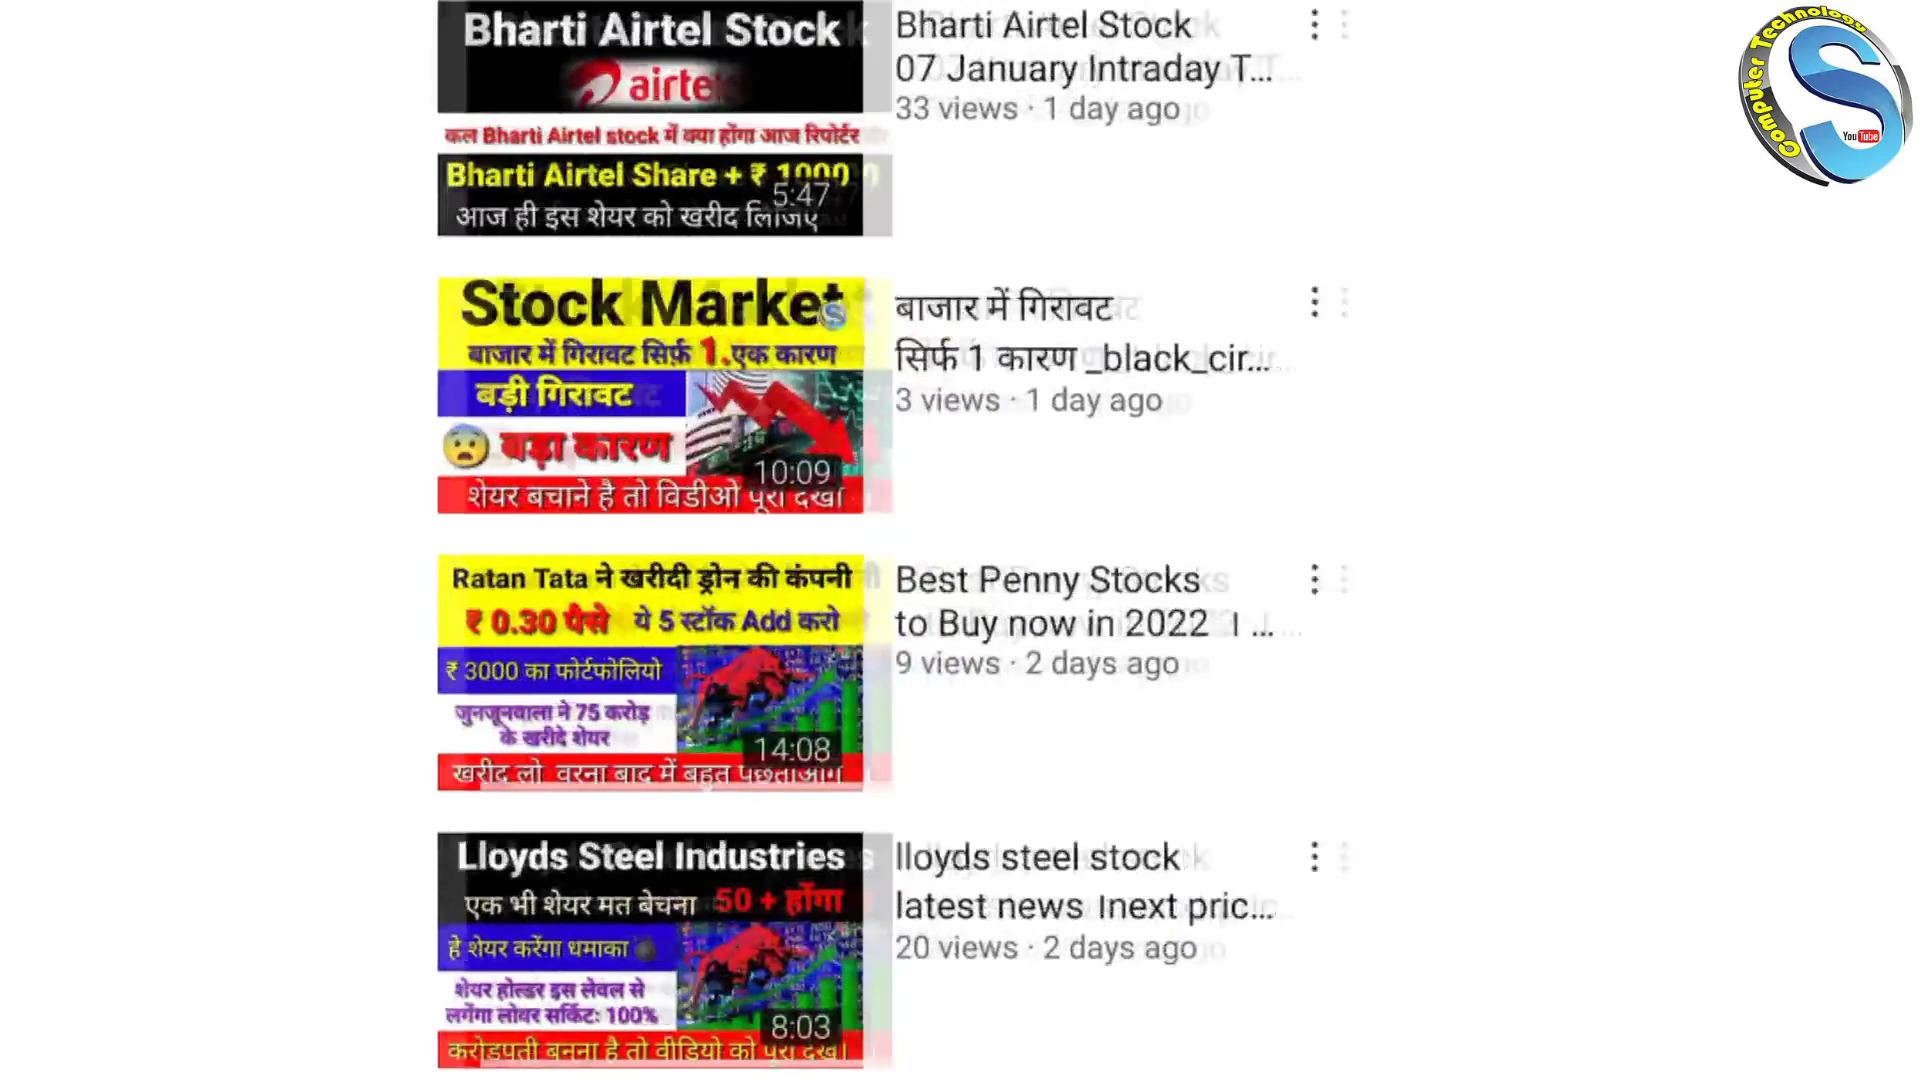 Bharti Airtel Stock
airtel
कल Bharti Airtel stock में क्या होंगा आज रिपोर्टर
Bharti Airtel Share + ₹ 1000
5:47
आज ही इस शेयर को खरीद लिजिए
Bharti Airtel Stock
07 January Intraday T...
33 views · 1 day ago
Computer Technology
S
YouTube
Stock Market
बाजार में गिरावट सिर्फ़ 1.एक कारण
बड़ी गिरावट
बड़ा कारण
10:09
शेयर बचाने है तो विडीओ पूरा देखो
बाजार में गिरावट
सिर्फ 1 कारण _black_cir...
3 views · 1 day ago
Ratan Tata ने खरीदी ड्रोन की कंपनी
₹ 0.30 पैसे ये 5 स्टॉक Add करो
₹ 3000 का फोर्टफोलियो
जुनजूनवाला ने 75 करोड़
के खरीदे शेयर
14:08
खरीद लो वरना बाद में बहुत पछताओगे
Best Penny Stocks
to Buy now in 2022 । ...
9 views · 2 days ago
Lloyds Steel Industries
एक भी शेयर मत बेचना 50 + होंगा
हे शेयर करेंगा धमाका
शेयर होल्डर इस लेवल से
लगेंगा लोवर सर्किट: 100%
8:03
करोड़पती बनना है तो वीडियो को पूरा देखो
lloyds steel stock
latest news ।next pric...
20 views · 2 days ago